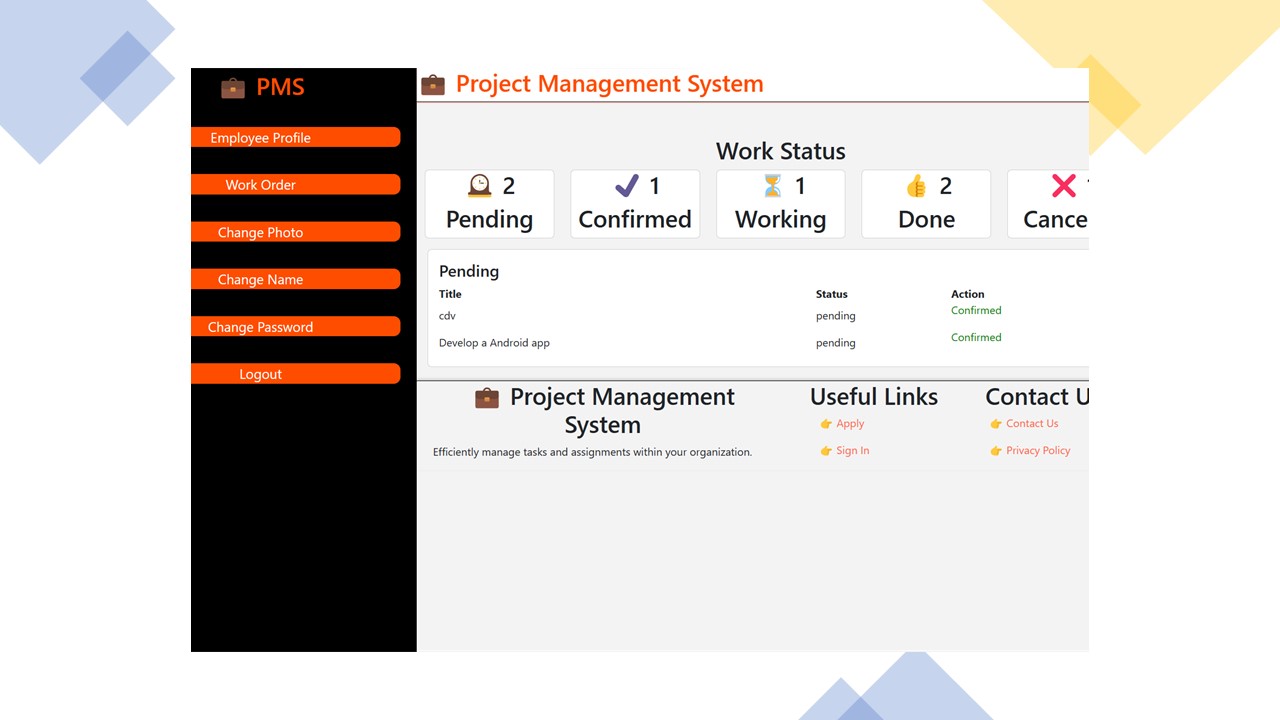 PMS
Employee Profile
Work Order
Change Photo
Change Name
Change Password
Logout
Project Management System
Work Status
2
Pending
1
Confirmed
1
Working
2
Done
Cance
Pending
Title Status Action
cdv pending Confirmed
Develop a Android app pending Confirmed
Project Management
System
Efficiently manage tasks and assignments within your organization.
Useful Links
👉 Apply
👉 Sign In
Contact U
👉 Contact Us
👉 Privacy Policy